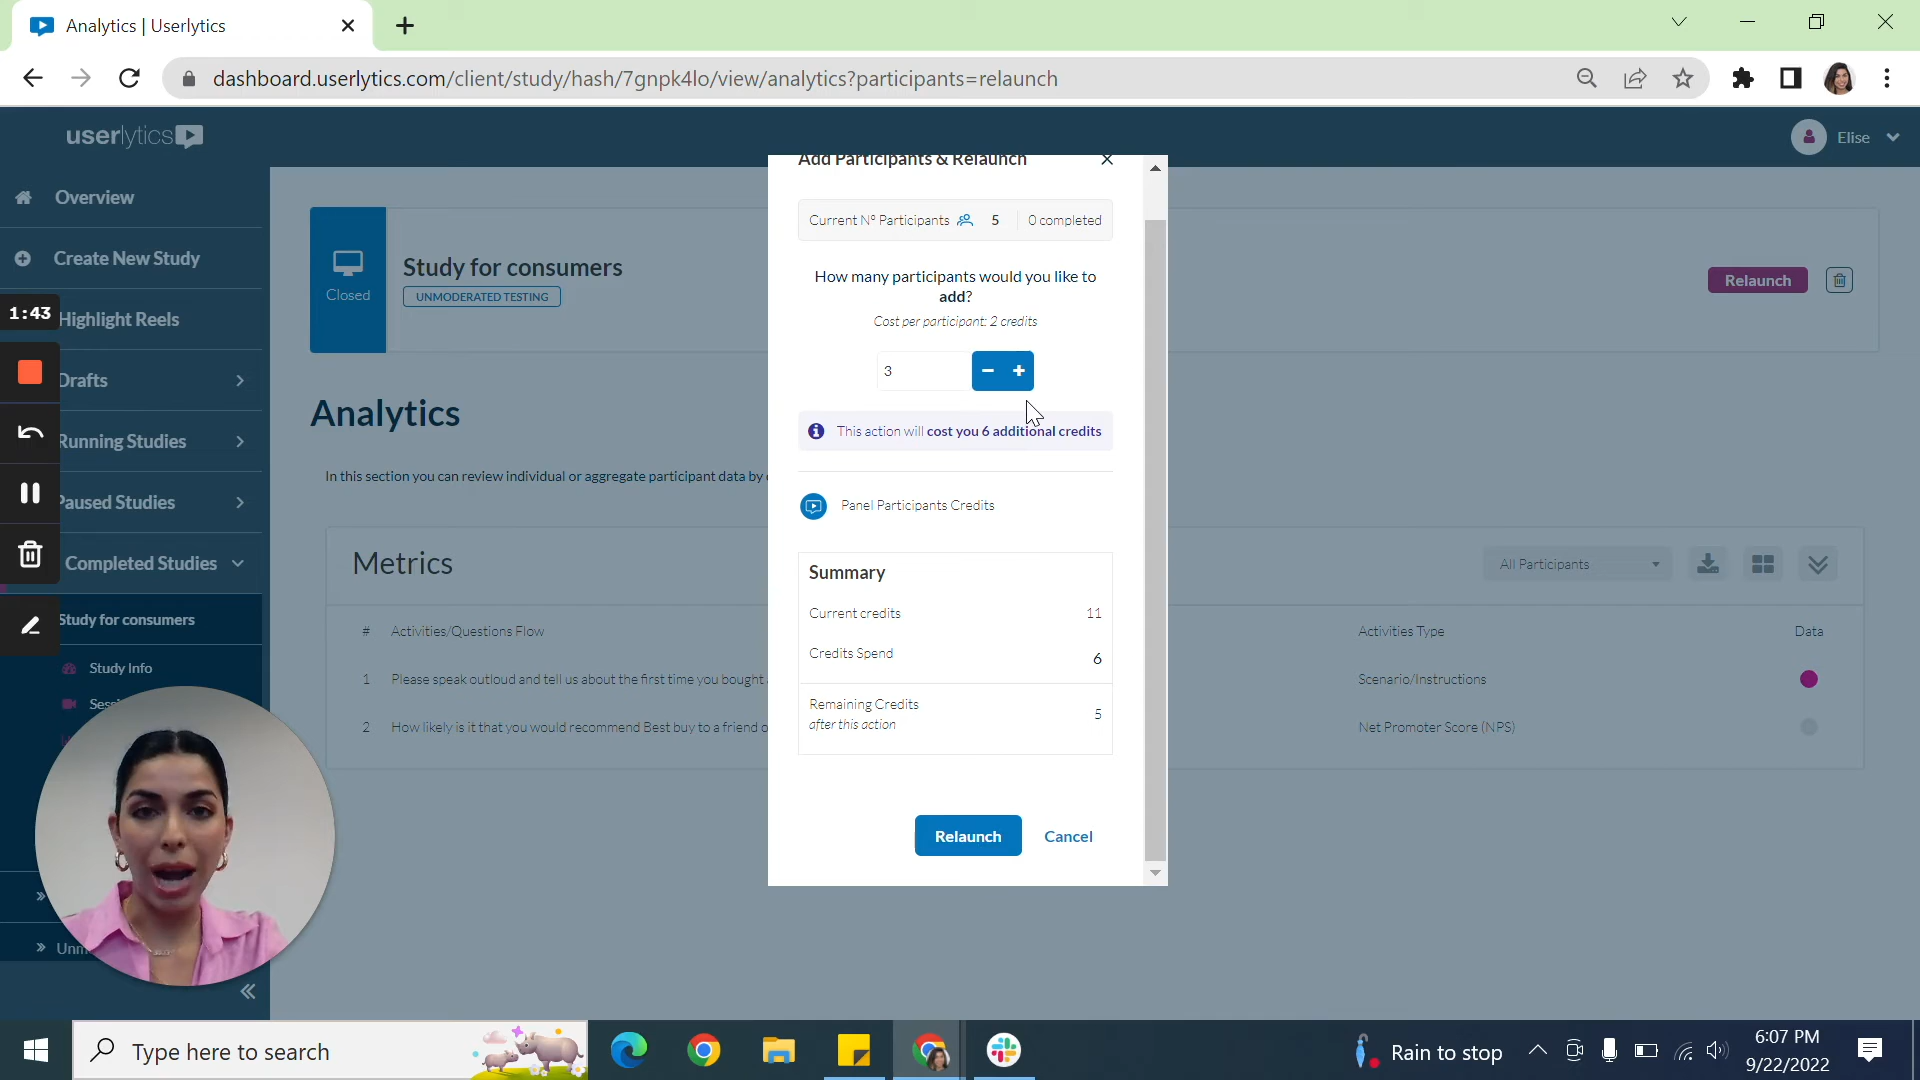 Analytics | Userlytics
dashboard.userlytics.com/client/study/hash/7gnpk4lo/view/analytics?participants=relaunch
userlytics
Elise
Overview
Create New Study
Highlight Reels
Drafts
Running Studies
Paused Studies
Completed Studies
Study for consumers
Study Info
1:43
Closed
Study for consumers
UNMODERATED TESTING
Relaunch
Analytics
In this section you can review individual or aggregate participant data by
Metrics
All Participants
# Activities/Questions Flow Activities Type Data
1 Please speak outloud and tell us about the first time you bought Scenario/Instructions
2 How likely is it that you would recommend Best buy to a friend o Net Promoter Score (NPS)
Add Participants & Relaunch
Current Nº Participants 5 0 completed
How many participants would you like to
add?
Cost per participant: 2 credits
3 − +
This action will cost you 6 additional credits
Panel Participants Credits
Summary
Current credits 11
Credits Spend 6
Remaining Credits
after this action 5
Relaunch Cancel
Type here to search
Rain to stop
6:07 PM
9/22/2022